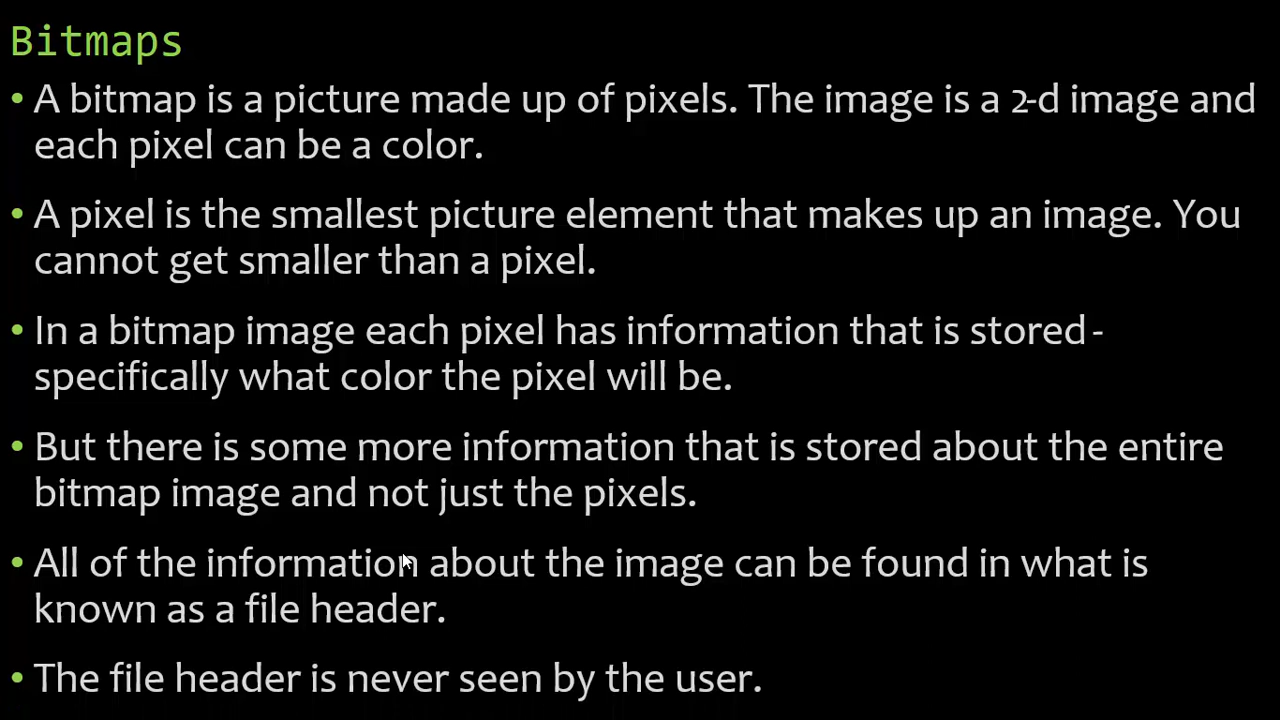 Bitmaps
• A bitmap is a picture made up of pixels. The image is a 2-d image and
each pixel can be a color.
• A pixel is the smallest picture element that makes up an image. You
cannot get smaller than a pixel.
• In a bitmap image each pixel has information that is stored-
specifically what color the pixel will be.
• But there is some more information that is stored about the entire
bitmap image and not just the pixels.
• All of the information about the image can be found in what is
known as a file header.
• The file header is never seen by the user.